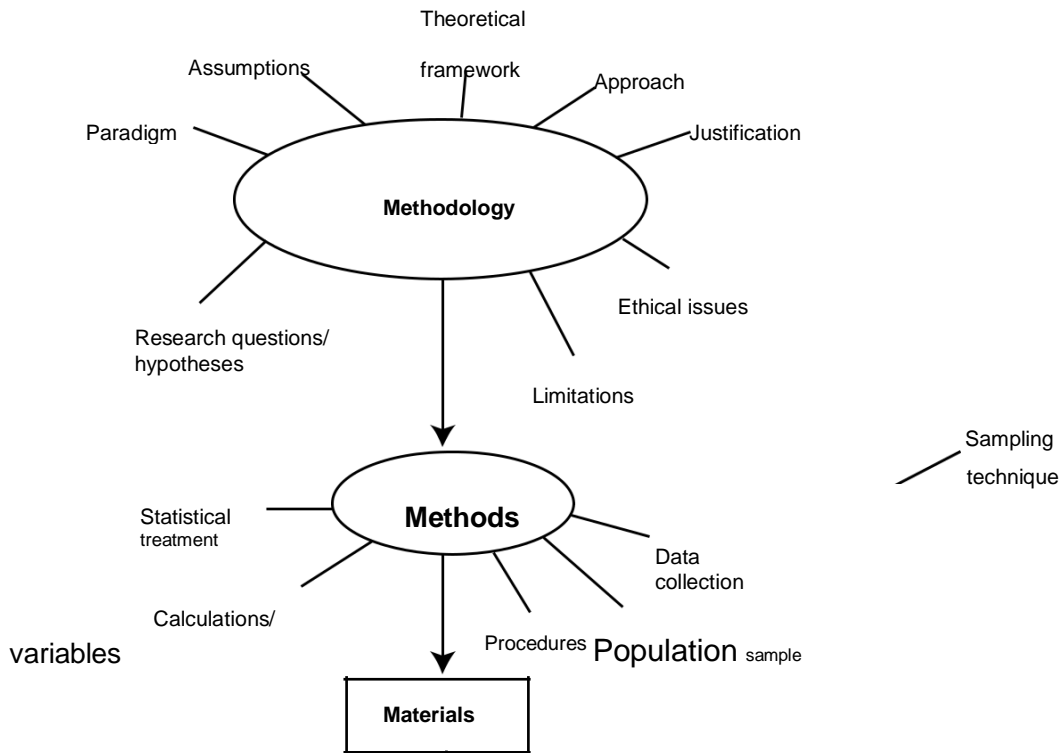 Theoretical
framework
Assumptions
Approach
Paradigm
Justification
Methodology
Ethical issues
Research questions/
hypotheses
Limitations
Sampling
technique
Methods
Statistical
treatment
Data
collection
Calculations/
variables
Procedures
Population sample
Materials